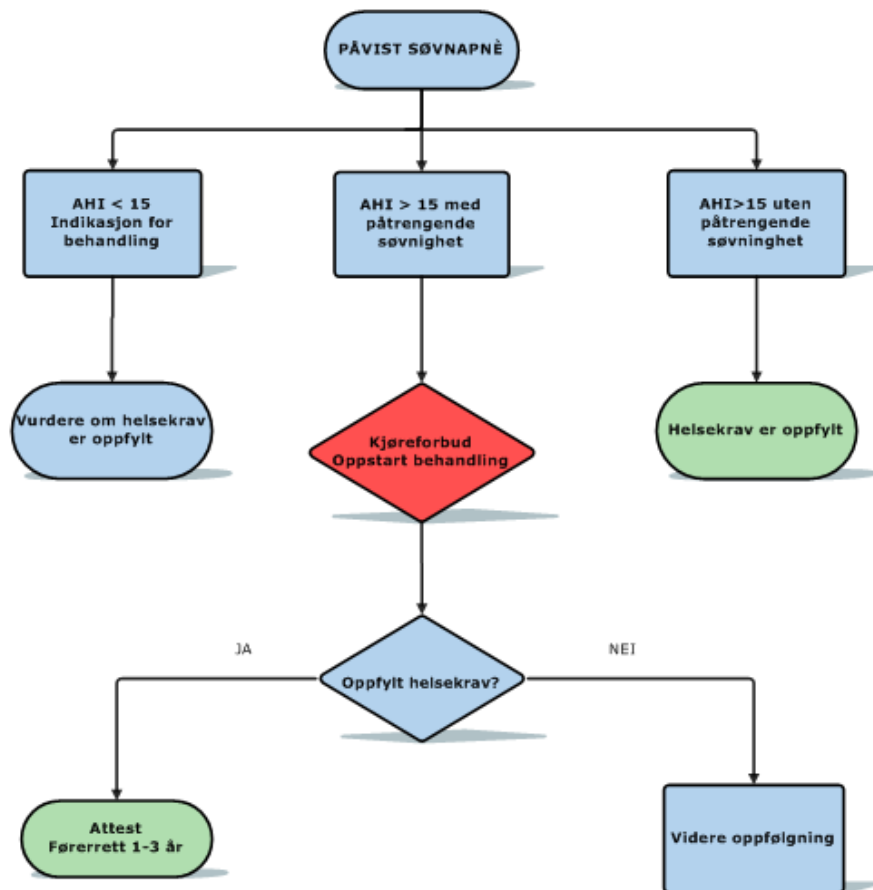 PÅVIST SØVNAPNÈ
AHI < 15
Indikasjon for
behandling
AHI > 15 med
påtrengende
søvnighet
AHI>15 uten
påtrengende
søvninghet
Vurdere om helsekrav
er oppfylt
Kjøreforbud
Oppstart behandling
Helsekrav er oppfylt
JA
NEI
Oppfylt helsekrav?
Attest
Førerrett 1-3 år
Videre oppfølgning